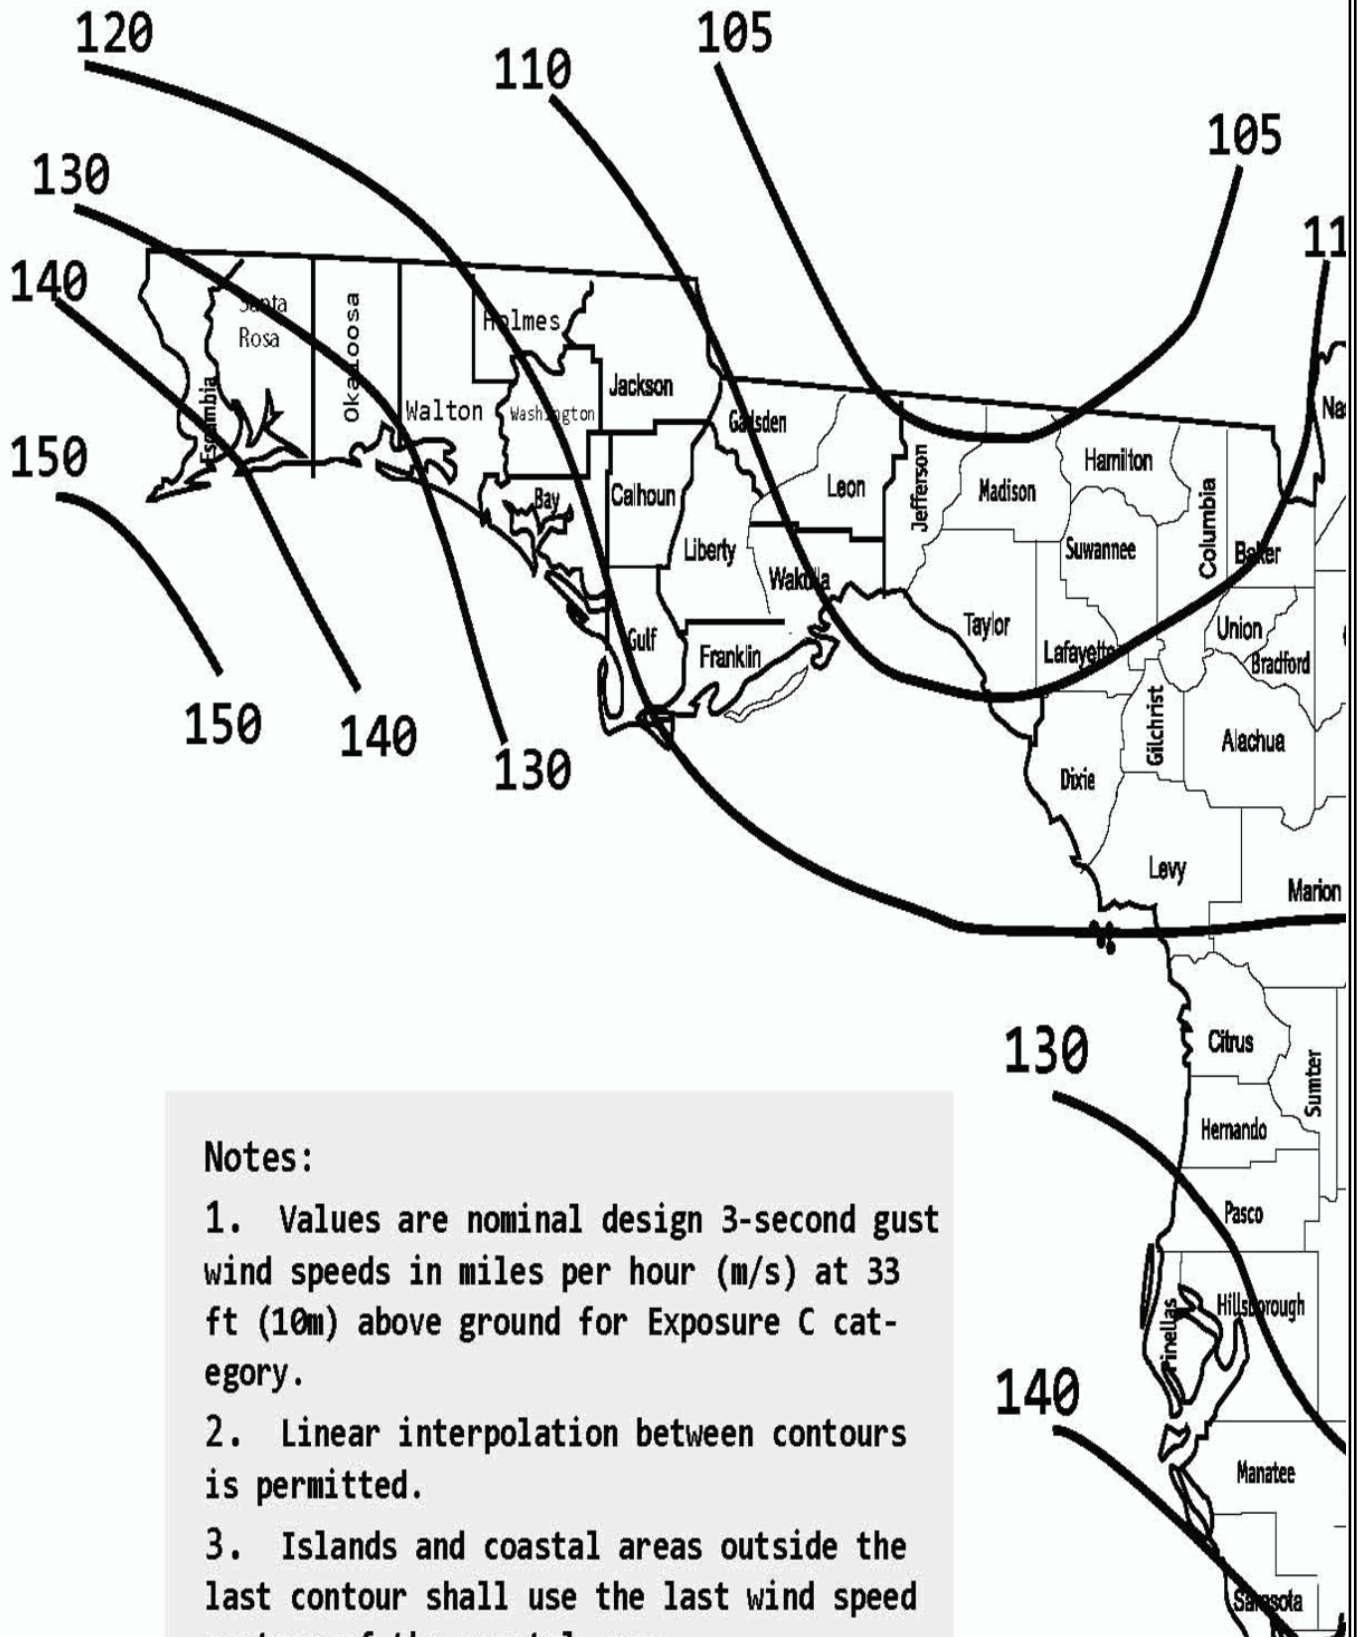 120
105
110
105
130
11
140
Santa
Rosa
Okaloosa
Holmes
Escambia
Walton
Washington
Jackson
Gadsden
Na
150
Bay
Calhoun
Leon
Jefferson
Madison
Hamilton
Columbia
Liberty
Wakulla
Suwannee
Baker
Gulf
Franklin
Taylor
Lafayette
Union
Bradford
150
140
130
Gilchrist
Alachua
Dixie
Levy
Marion
130
Citrus
Sumter
Hernando
Pasco
Hillsborough
Pinellas
140
Manatee
Sarasota
Notes:
1. Values are nominal design 3-second gust
wind speeds in miles per hour (m/s) at 33
ft (10m) above ground for Exposure C cat-
egory.
2. Linear interpolation between contours
is permitted.
3. Islands and coastal areas outside the
last contour shall use the last wind speed